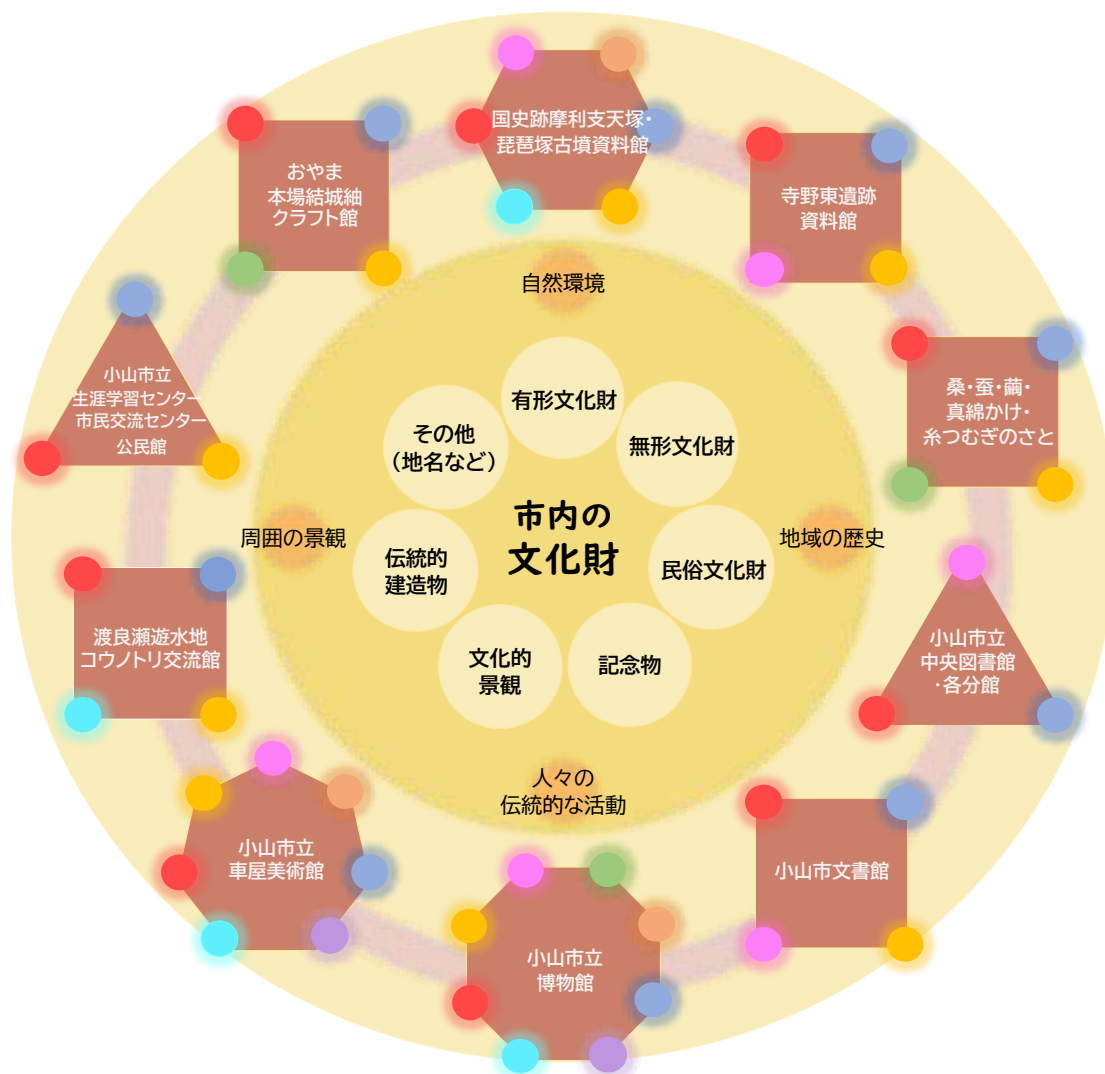 国史跡摩利支天塚・
琵琶塚古墳資料館
おやま
本場結城紬
クラフト館
寺野東遺跡
資料館
自然環境
小山市立
生涯学習センター
市民交流センター
公民館
桑・蚕・繭・
真綿かけ・
糸つむぎのさと
有形文化財
その他
（地名など）
無形文化財
市内の
文化財
周囲の景観
地域の歴史
伝統的
建造物
民俗文化財
渡良瀬遊水地
コウノトリ交流館
小山市立
中央図書館
・各分館
文化的
景観
記念物
人々の
伝統的な活動
小山市立
車屋美術館
小山市文書館
小山市立
博物館